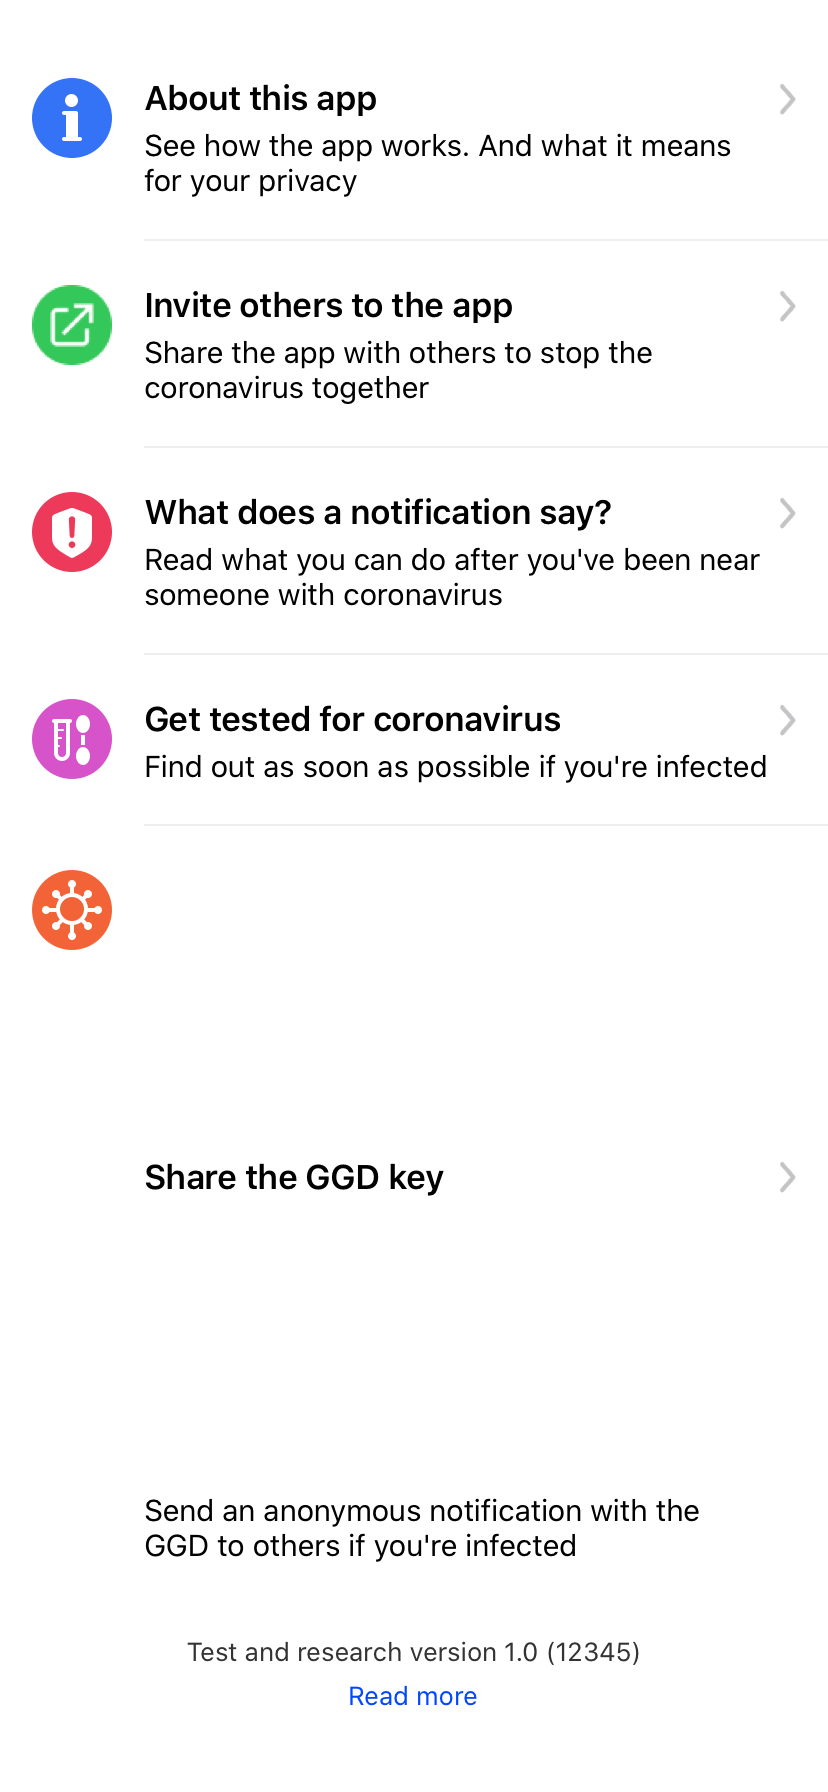 About this app
See how the app works. And what it means
for your privacy
Invite others to the app
Share the app with others to stop the
coronavirus together
What does a notification say?
Read what you can do after you've been near
someone with coronavirus
Get tested for coronavirus
Find out as soon as possible if you're infected
Share the GGD key
Send an anonymous notification with the
GGD to others if you're infected
Test and research version 1.0 (12345)
Read more